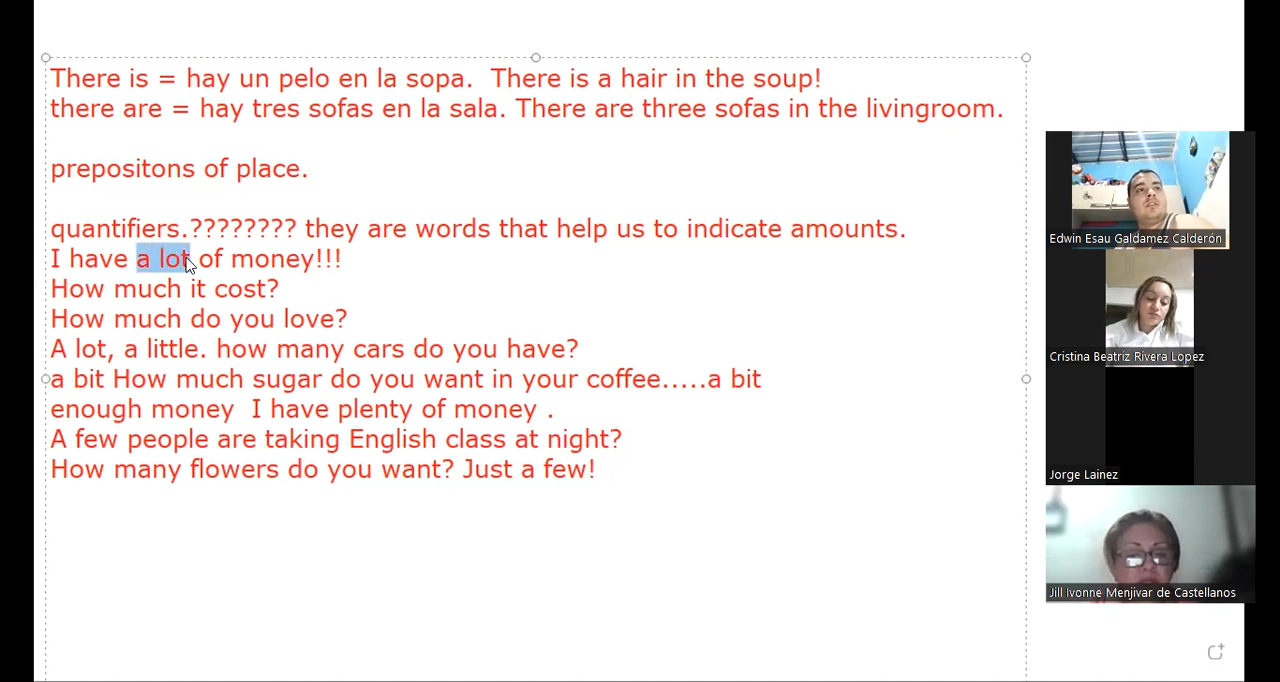 There is = hay un pelo en la sopa.  There is a hair in the soup!
there are = hay tres sofas en la sala. There are three sofas in the livingroom.
prepositons of place.
quantifiers.???????? they are words that help us to indicate amounts.
I have a lot of money!!!
How much it cost?
How much do you love?
A lot, a little. how many cars do you have?
a bit How much sugar do you want in your coffee.....a bit
enough money  I have plenty of money .
A few people are taking English class at night?
How many flowers do you want? Just a few!
Edwin Esau Galdamez Calderón
Cristina Beatriz Rivera Lopez
Jorge Lainez
Jill Ivonne Menjivar de Castellanos